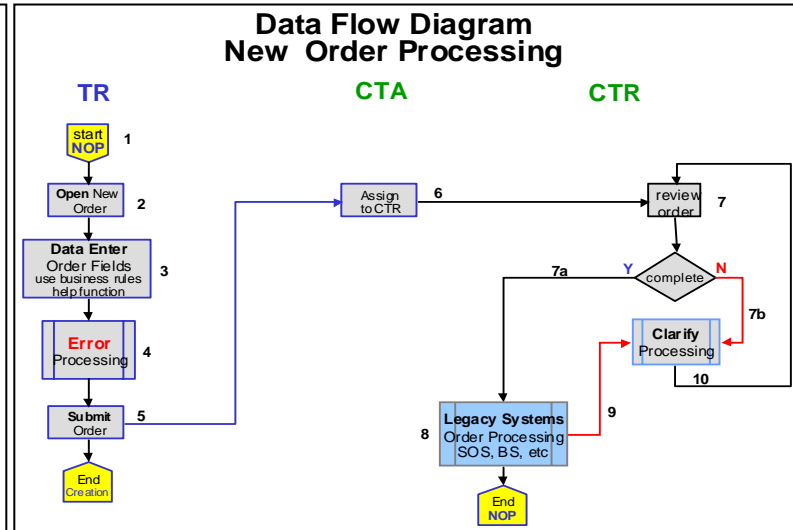 Data Flow Diagram
New Order Processing
TR
CTA
CTR
start
NOP
1
Open New
Order
2
Data Enter
Order Fields
use business rules
help function
3
Error
Processing
4
Submit
Order
5
End
Creation
Assign
to CTR
6
review
order
7
complete
Y
N
7a
7b
Clarify
Processing
10
Legacy Systems
Order Processing
SOS, BS, etc
8
9
End
NOP